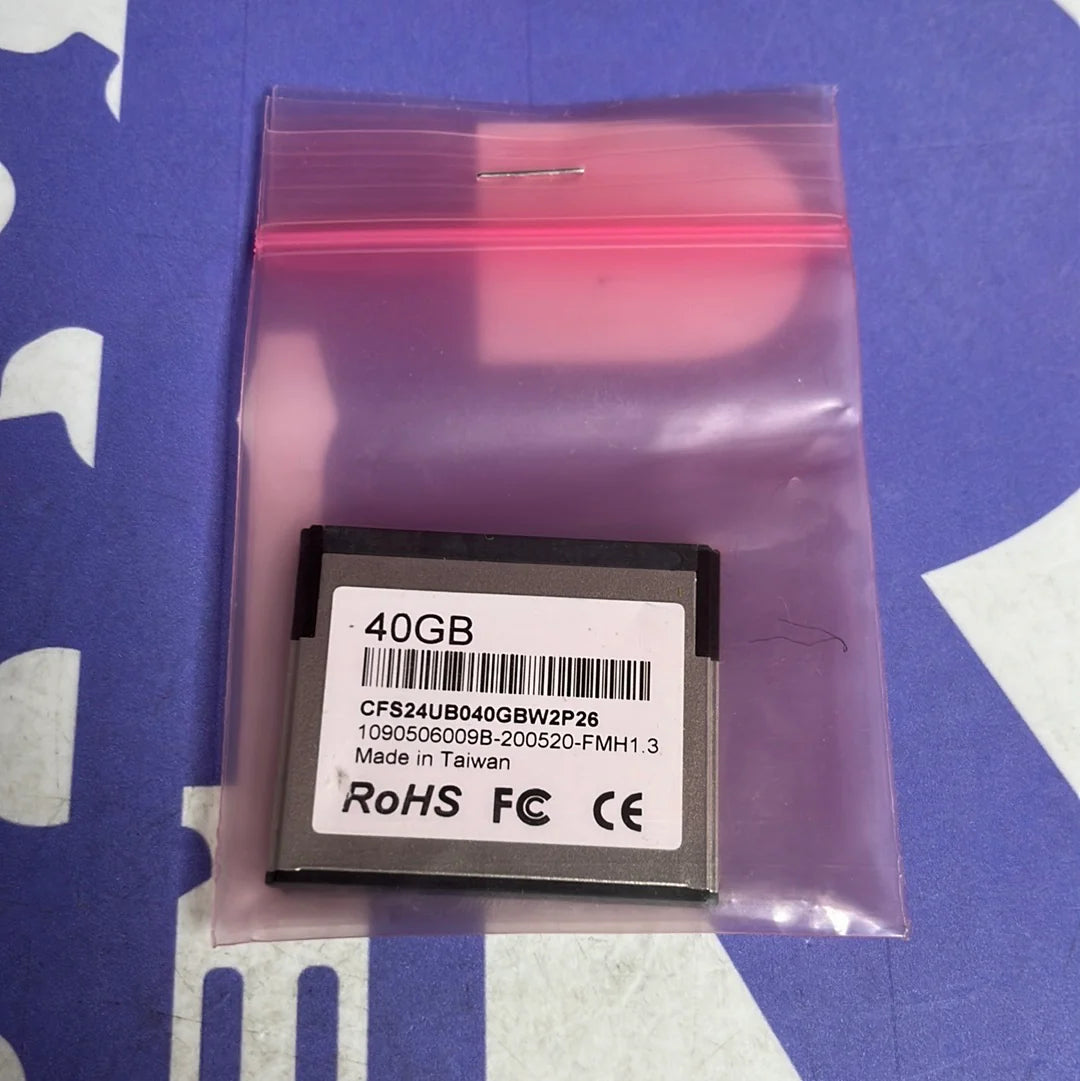 40GB
CFS24UB040GBW2P26
1090506009B-200520-FMH1.3
Made in Taiwan
RoHS FC CE